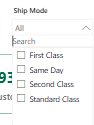 Ship Mode
All
Search
First Class
Same Day
Second Class
Standard Class